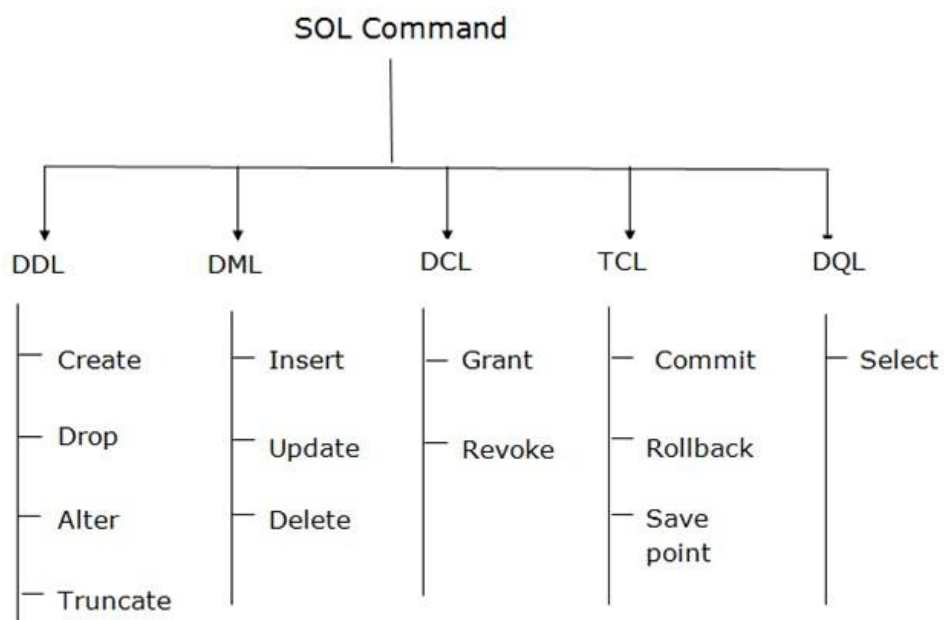 SOL Command
DDL
DML
DCL
TCL
DQL
Create
Drop
Alter
Truncate
Insert
Update
Delete
Grant
Revoke
Commit
Rollback
Save
point
Select